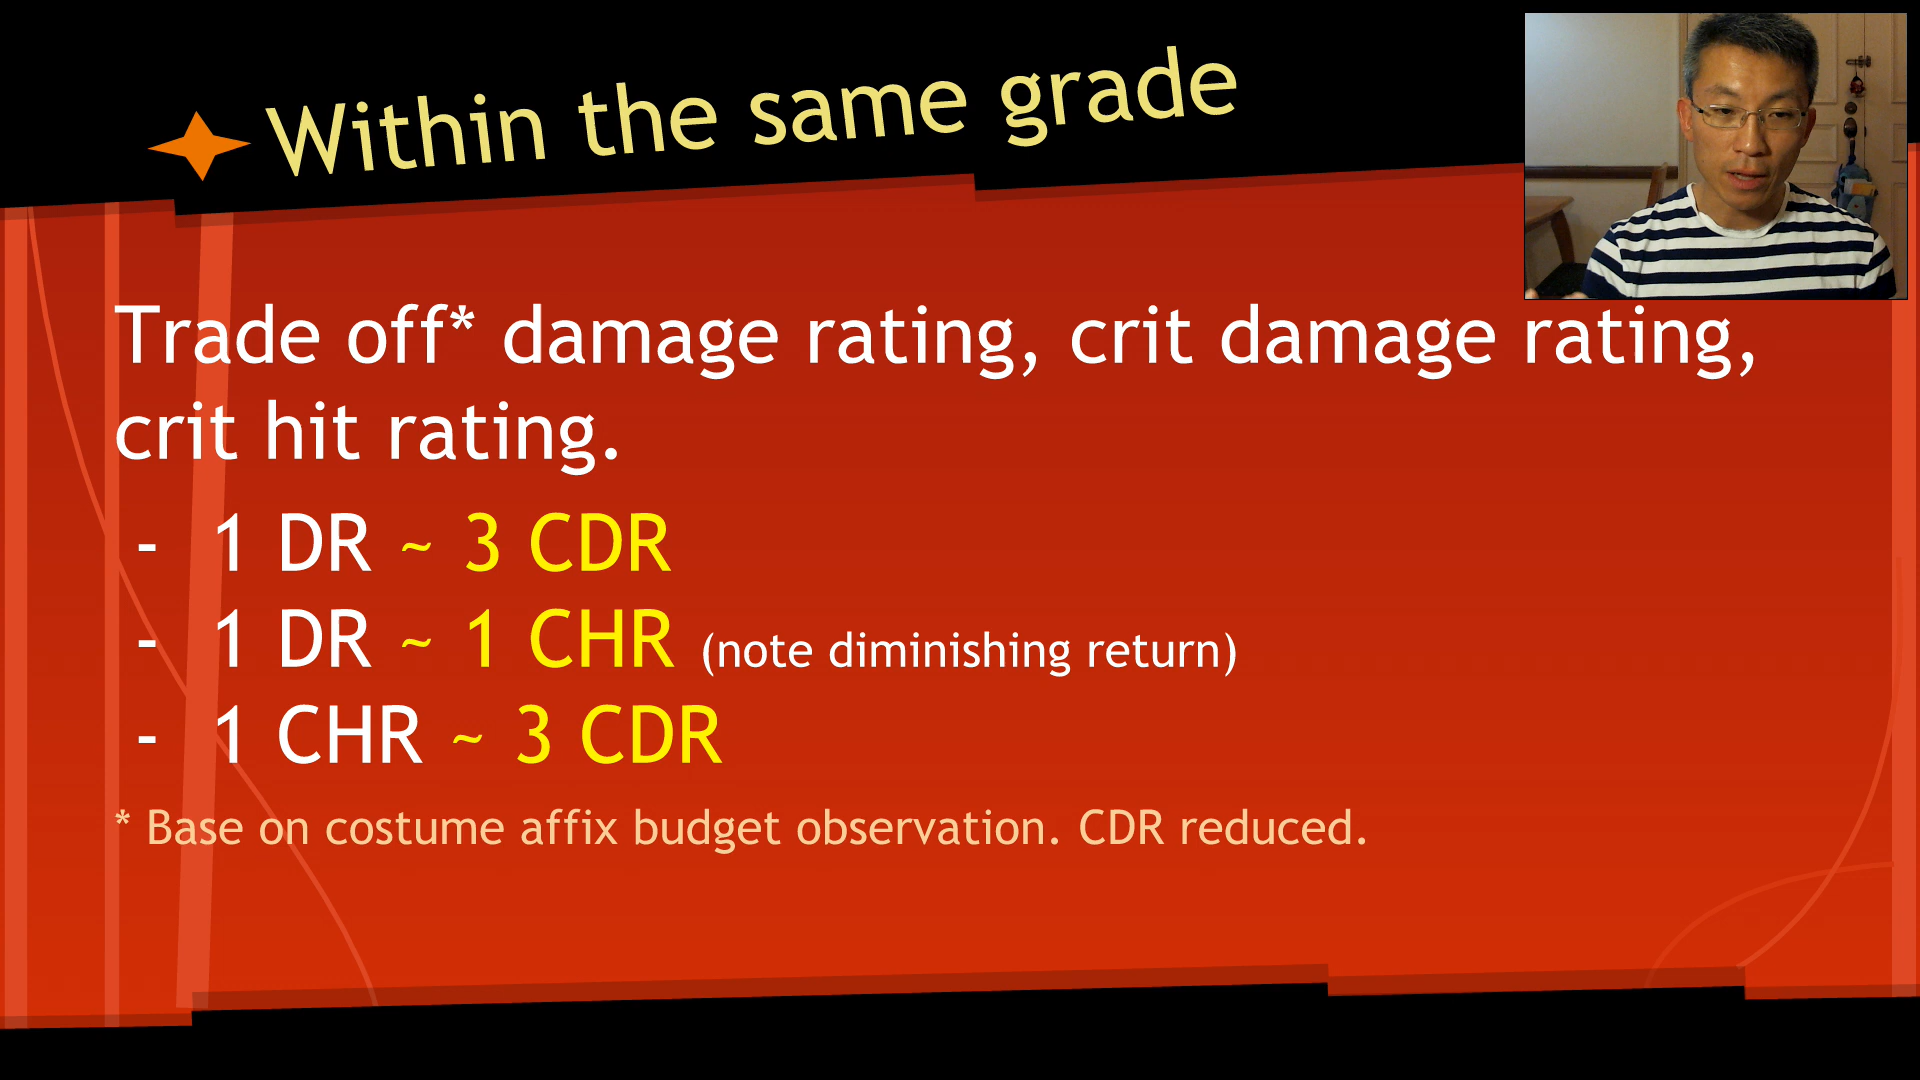 Within the same grade
Trade off* damage rating, crit damage rating,
crit hit rating.
- 1 DR ~ 3 CDR
- 1 DR ~ 1 CHR (note diminishing return)
- 1 CHR ~ 3 CDR
* Base on costume affix budget observation. CDR reduced.